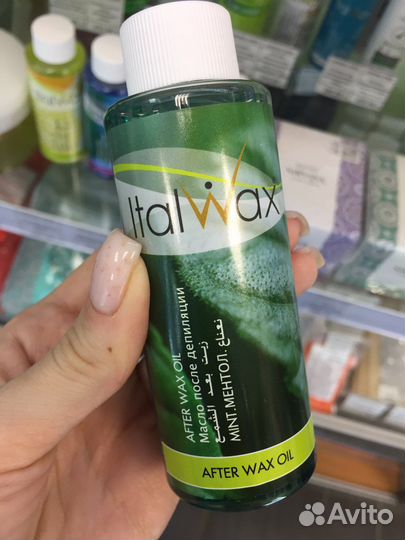 ItalWax
AFTER WAX OIL
Масло после депиляции
زيت بعد الشمع
MINT.МЕНТОЛ. نعناع
AFTER WAX OIL
Avito